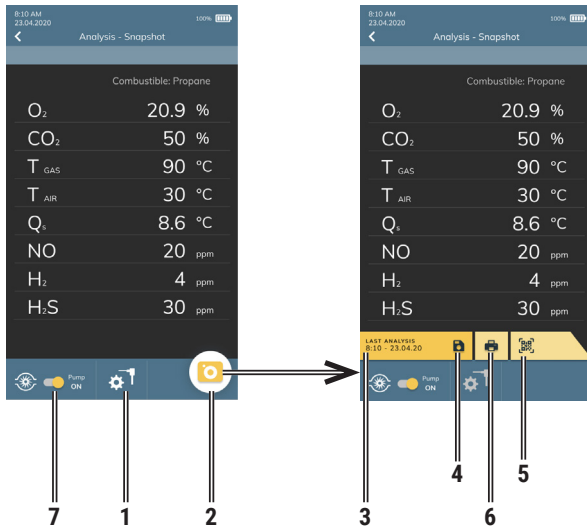 8:10 AM
23.04.2020
100%
Analysis - Snapshot
Combustible: Propane
O₂ 20.9 %
CO₂ 50 %
T GAS 90 °C
T AIR 30 °C
Qs 8.6 °C
NO 20 ppm
H₂ 4 ppm
H₂S 30 ppm
Pump
ON
7 1 2
8:10 AM
23.04.2020
100%
Analysis - Snapshot
Combustible: Propane
O₂ 20.9 %
CO₂ 50 %
T GAS 90 °C
T AIR 30 °C
Qs 8.6 °C
NO 20 ppm
H₂ 4 ppm
H₂S 30 ppm
LAST ANALYSIS
8:10 - 23.04.20
Pump
ON
4 5
3 6